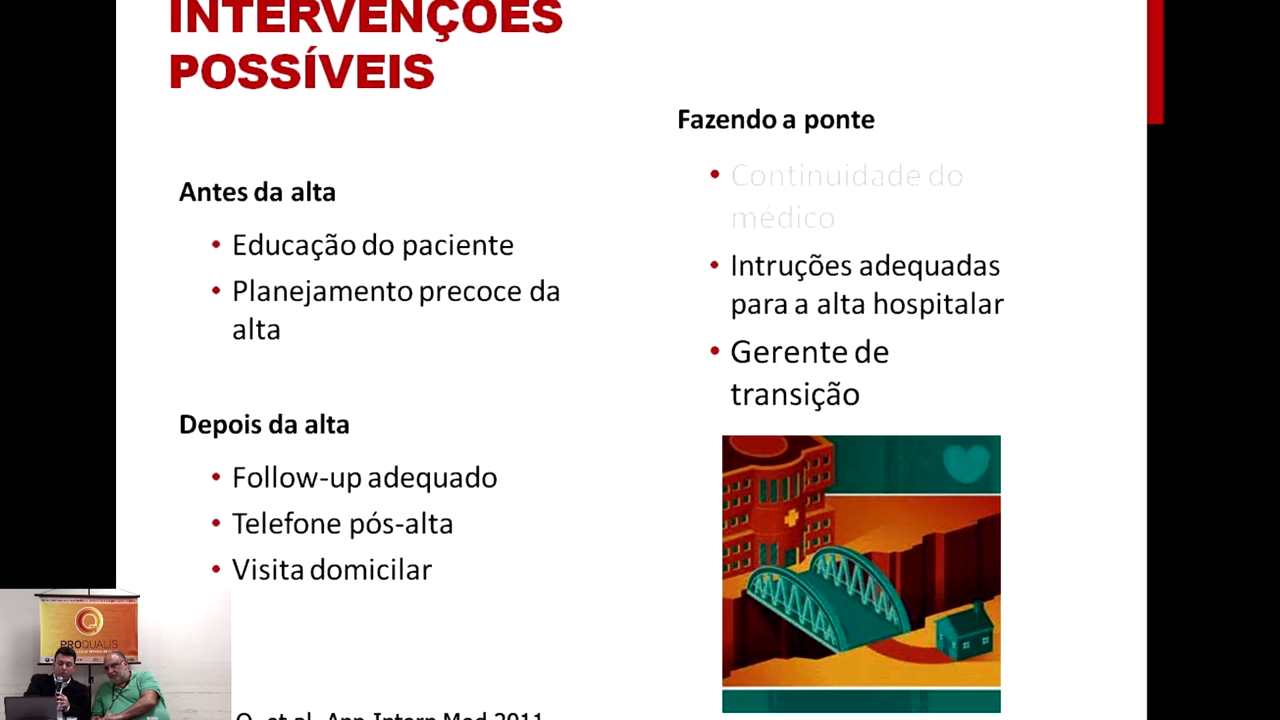 INTERVENÇÕES
POSSÍVEIS
Antes da alta
• Educação do paciente
• Planejamento precoce da
alta
Depois da alta
• Follow-up adequado
• Telefone pós-alta
• Visita domicilar
Fazendo a ponte
• Continuidade do
médico
• Intruções adequadas
para a alta hospitalar
• Gerente de
transição
PROQUALIS
et al. Ann Intern Med 2011